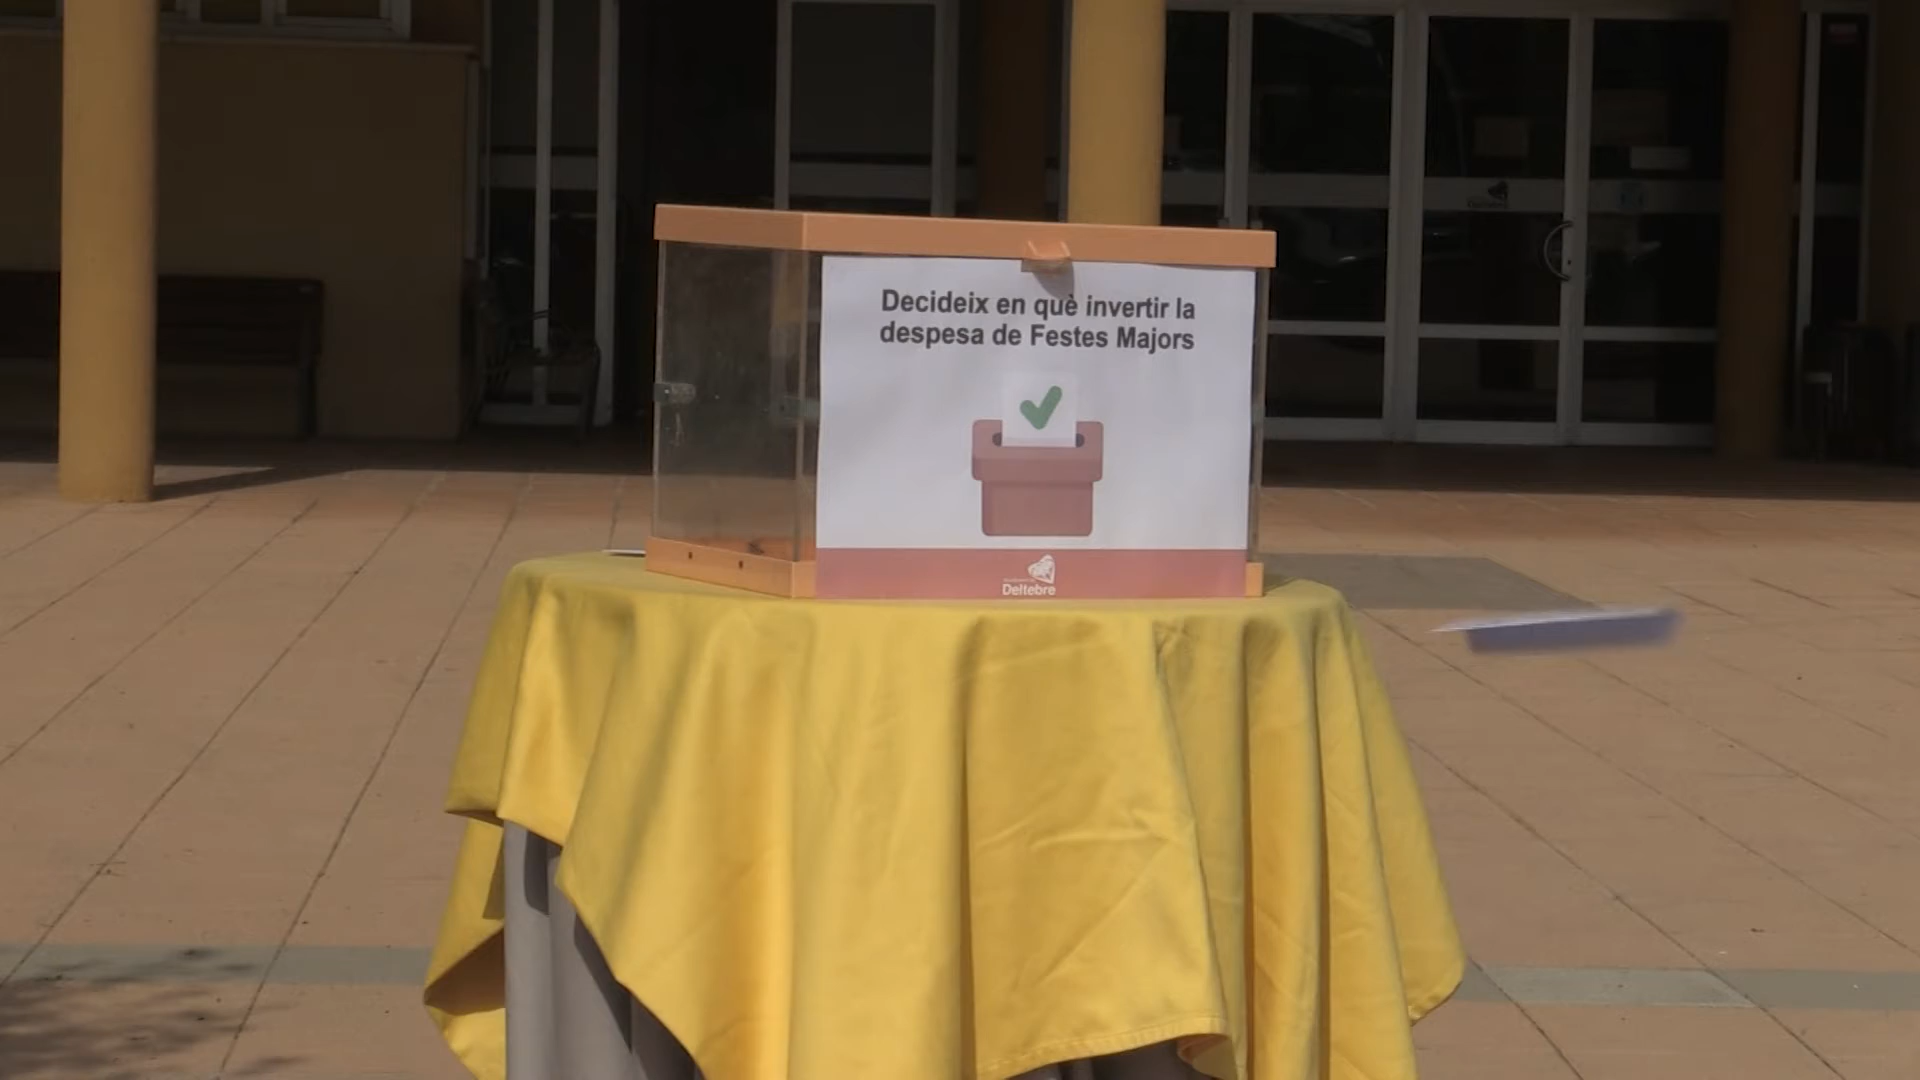 Decideix en què invertir la
despesa de Festes Majors
Deltebre